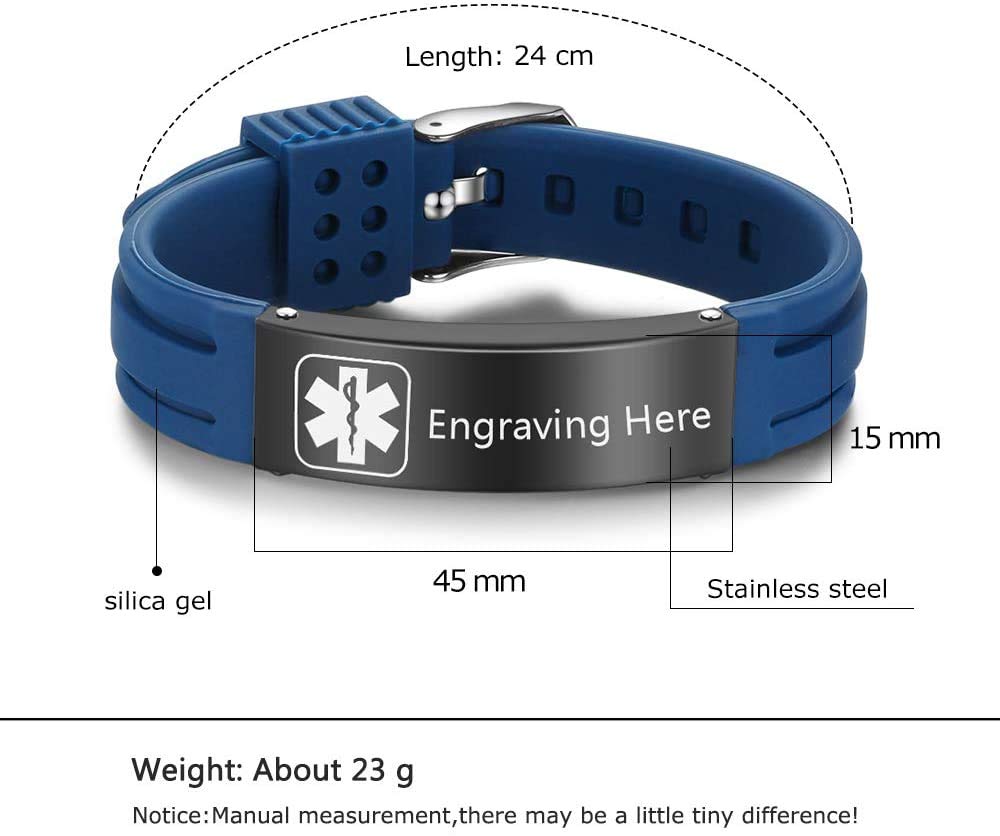 Length: 24 cm
Engraving Here
15 mm
45 mm
Stainless steel
silica gel
Weight: About 23 g
Notice:Manual measurement,there may be a little tiny difference!